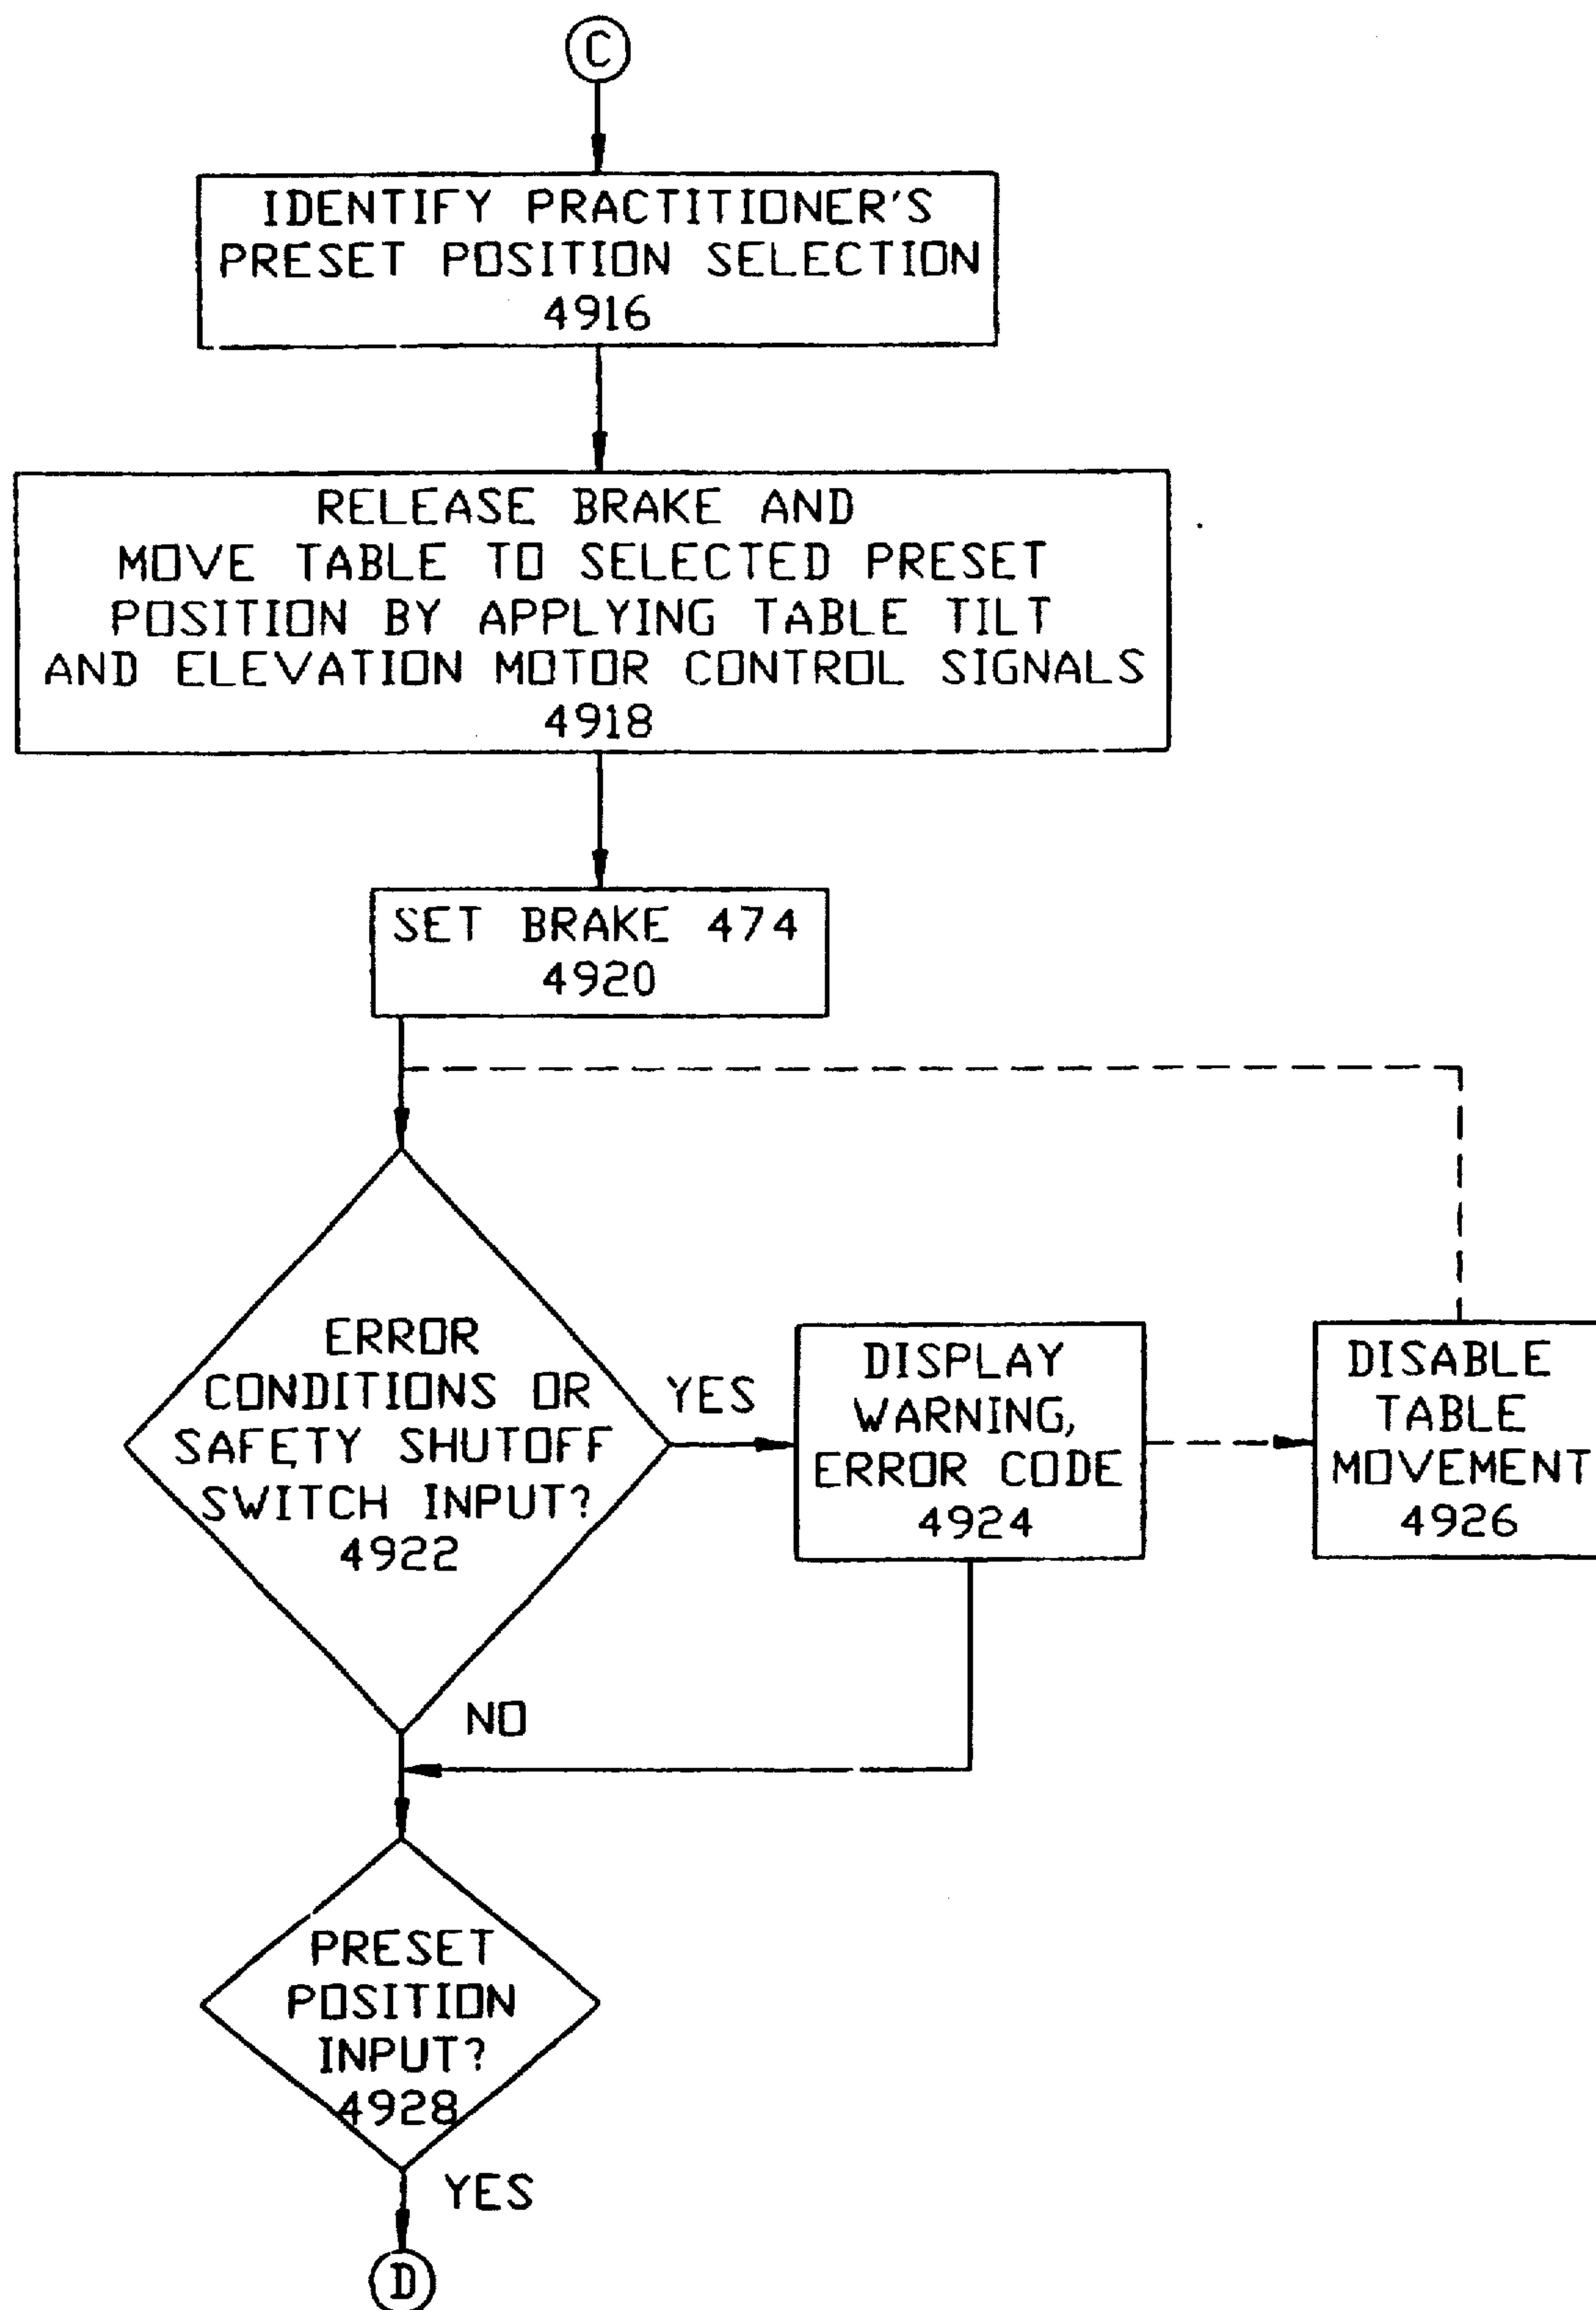 C
IDENTIFY PRACTITIONER'S
PRESET POSITION SELECTION
4916
RELEASE BRAKE AND
MOVE TABLE TO SELECTED PRESET
POSITION BY APPLYING TABLE TILT
AND ELEVATION MOTOR CONTROL SIGNALS
4918
SET BRAKE 474
4920
ERROR
CONDITIONS OR
SAFETY SHUTOFF
SWITCH INPUT?
4922
YES
DISPLAY
WARNING,
ERROR CODE
4924
DISABLE
TABLE
MOVEMENT
4926
NO
PRESET
POSITION
INPUT?
4928
YES
D